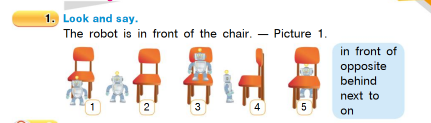 1. Look and say.
The robot is in front of the chair. — Picture 1.
in front of
opposite
behind
next to
on
1 2 3 4 5